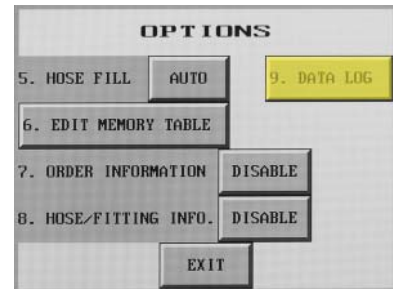 OPTIONS
5. HOSE FILL AUTO 9. DATA LOG
6. EDIT MEMORY TABLE
7. ORDER INFORMATION DISABLE
8. HOSE/FITTING INFO. DISABLE
EXIT